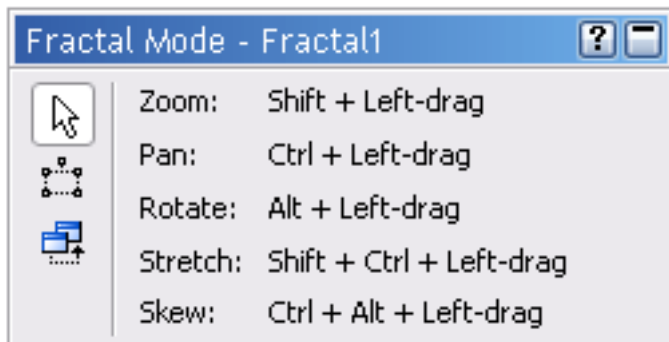 Fractal Mode - Fractal1 ?
Zoom: Shift + Left-drag
Pan: Ctrl + Left-drag
Rotate: Alt + Left-drag
Stretch: Shift + Ctrl + Left-drag
Skew: Ctrl + Alt + Left-drag